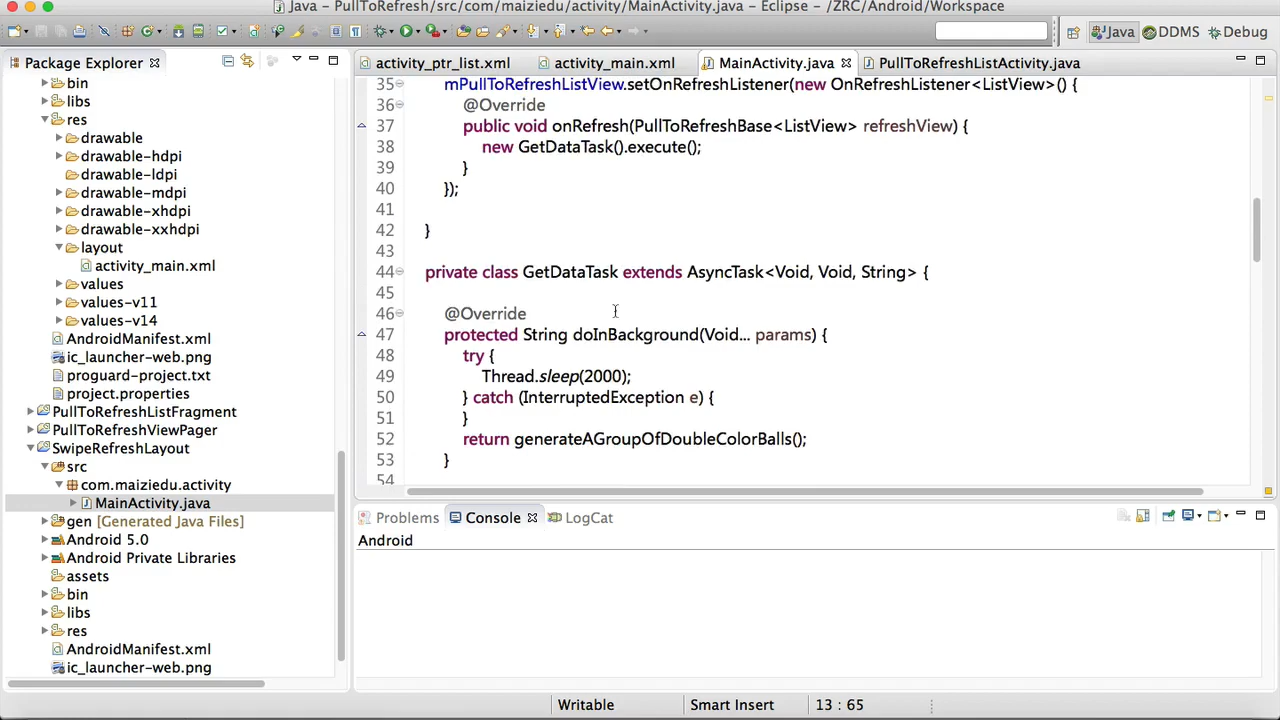 Java – PullToRefresh/src/com/maiziedu/activity/MainActivity.java – Eclipse – /ZRC/Android/Workspace
Java
DDMS
Debug
Package Explorer
activity_ptr_list.xml
activity_main.xml
MainActivity.java
PullToRefreshListActivity.java
bin
libs
res
drawable
drawable-hdpi
drawable-ldpi
drawable-mdpi
drawable-xhdpi
drawable-xxhdpi
layout
activity_main.xml
values
values-v11
values-v14
AndroidManifest.xml
ic_launcher-web.png
proguard-project.txt
project.properties
PullToRefreshListFragment
PullToRefreshViewPager
SwipeRefreshLayout
src
com.maiziedu.activity
MainActivity.java
gen [Generated Java Files]
Android 5.0
Android Private Libraries
assets
bin
libs
res
AndroidManifest.xml
ic_launcher-web.png
35 mPullToRefreshListView.setOnRefreshListener(new OnRefreshListener<ListView>() {
36 @Override
37 public void onRefresh(PullToRefreshBase<ListView> refreshView) {
38 new GetDataTask().execute();
39 }
40 });
41
42 }
43
44 private class GetDataTask extends AsyncTask<Void, Void, String> {
45
46 @Override
47 protected String doInBackground(Void... params) {
48 try {
49 Thread.sleep(2000);
50 } catch (InterruptedException e) {
51 }
52 return generateAGroupOfDoubleColorBalls();
53 }
54
Problems
Console
LogCat
Android
Writable
Smart Insert
13 : 65